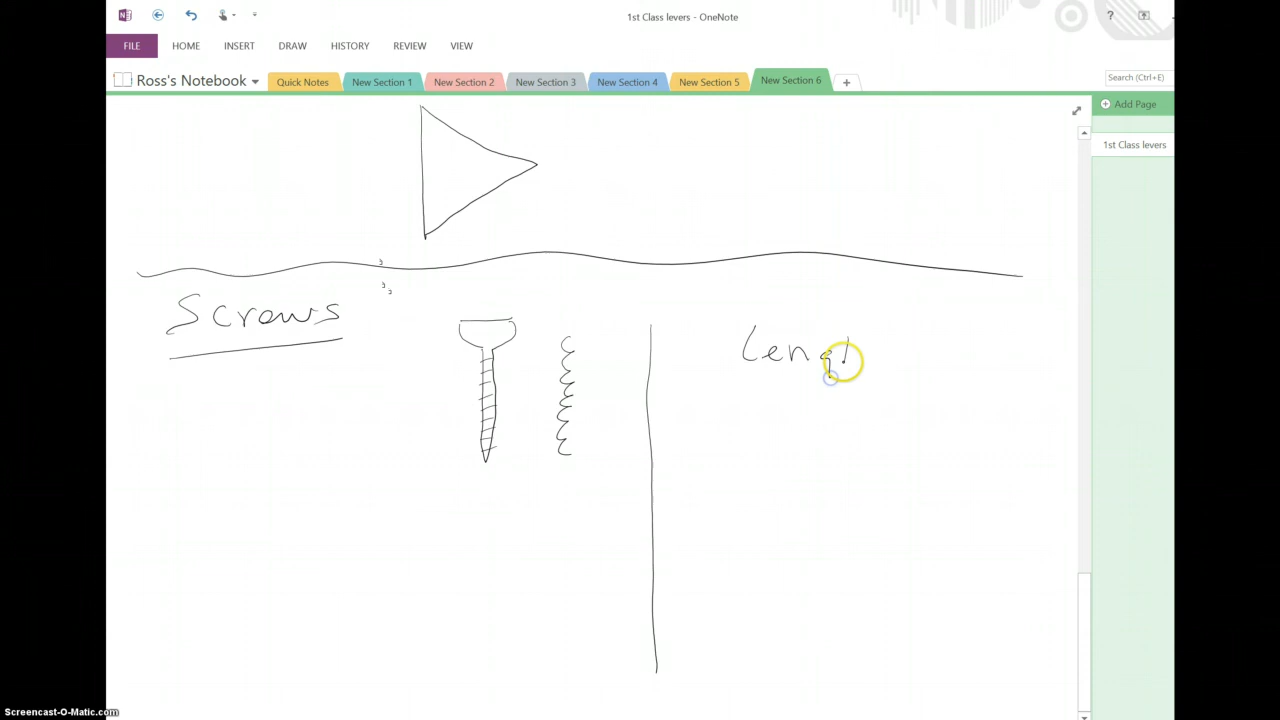 1st Class levers - OneNote
?
FILE HOME INSERT DRAW HISTORY REVIEW VIEW
Ross's Notebook Quick Notes New Section 1 New Section 2 New Section 3 New Section 4 New Section 5 New Section 6 + Search (Ctrl+E)
Add Page
1st Class levers
Screws
Leng
Screencast-O-Matic.com